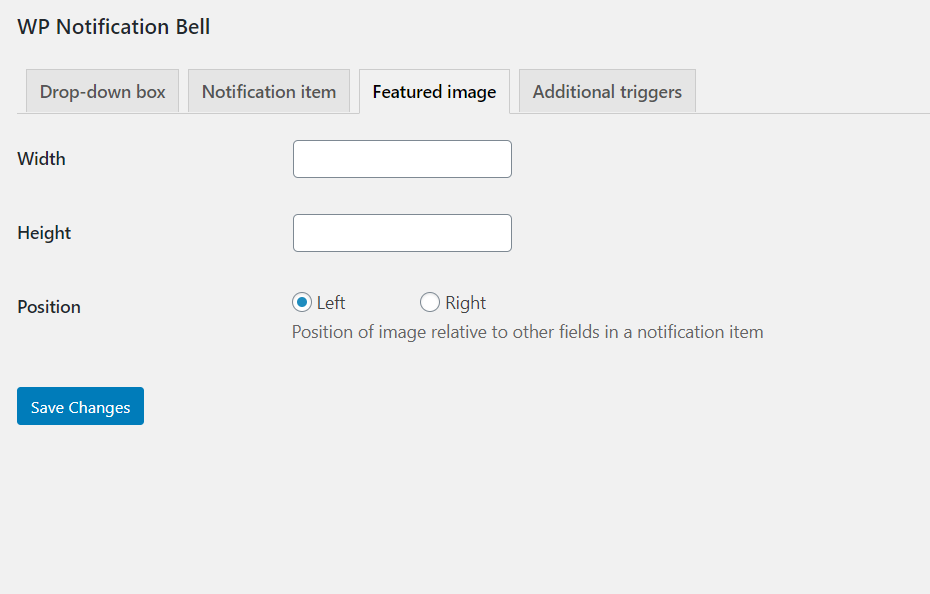 WP Notification Bell
Drop-down box Notification item Featured image Additional triggers
Width
Height
Position Left Right
Position of image relative to other fields in a notification item
Save Changes